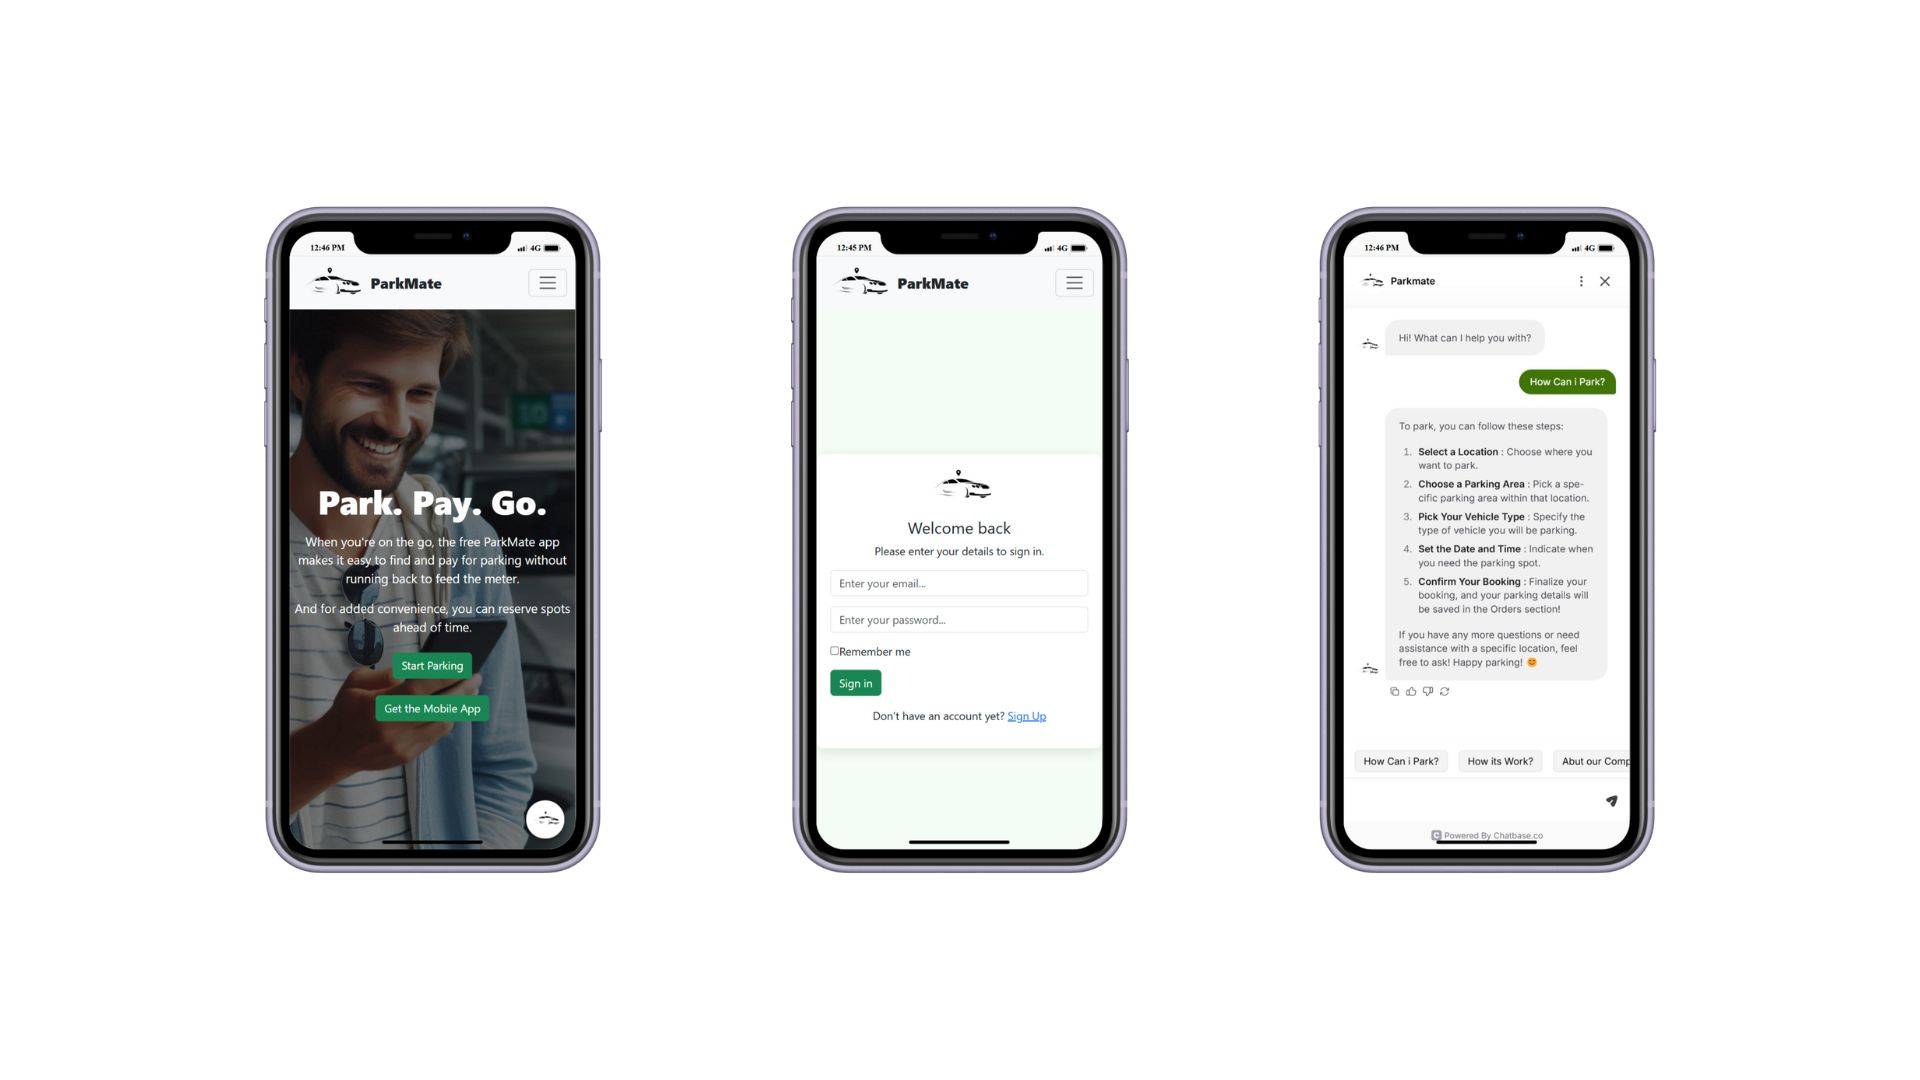 12:46 PM
4G
ParkMate
Park. Pay. Go.
When you're on the go, the free ParkMate app
makes it easy to find and pay for parking without
running back to feed the meter.
And for added convenience, you can reserve spots
ahead of time.
Start Parking
Get the Mobile App
12:45 PM
4G
ParkMate
Welcome back
Please enter your details to sign in.
Enter your email...
Enter your password...
Remember me
Sign in
Don't have an account yet? Sign Up
12:46 PM
4G
Parkmate
Hi! What can I help you with?
How Can i Park?
To park, you can follow these steps:
1. Select a Location : Choose where you
want to park.
2. Choose a Parking Area : Pick a spe-
cific parking area within that location.
3. Pick Your Vehicle Type : Specify the
type of vehicle you will be parking.
4. Set the Date and Time : Indicate when
you need the parking spot.
5. Confirm Your Booking : Finalize your
booking, and your parking details will
be saved in the Orders section!
If you have any more questions or need
assistance with a specific location, feel
free to ask! Happy parking! 😊
How Can i Park?
How its Work?
Abut our Comp
Powered By Chatbase.co